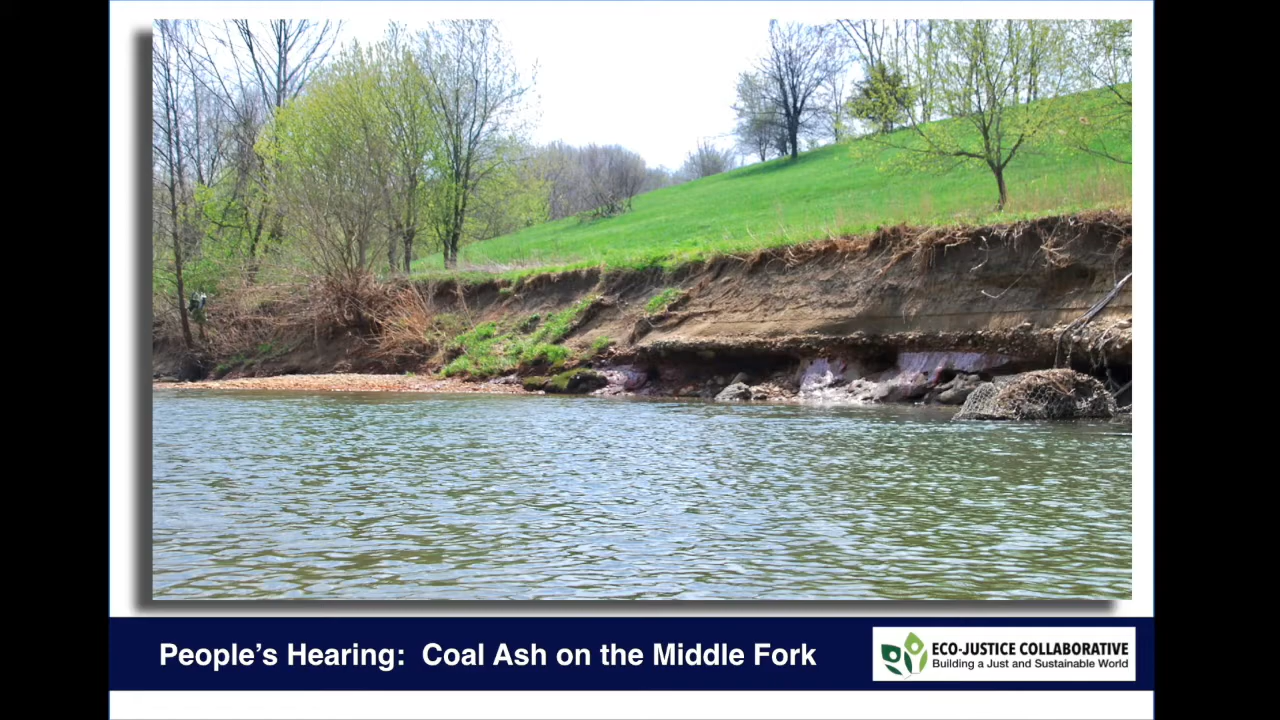 People's Hearing:  Coal Ash on the Middle Fork
ECO-JUSTICE COLLABORATIVE
Building a Just and Sustainable World